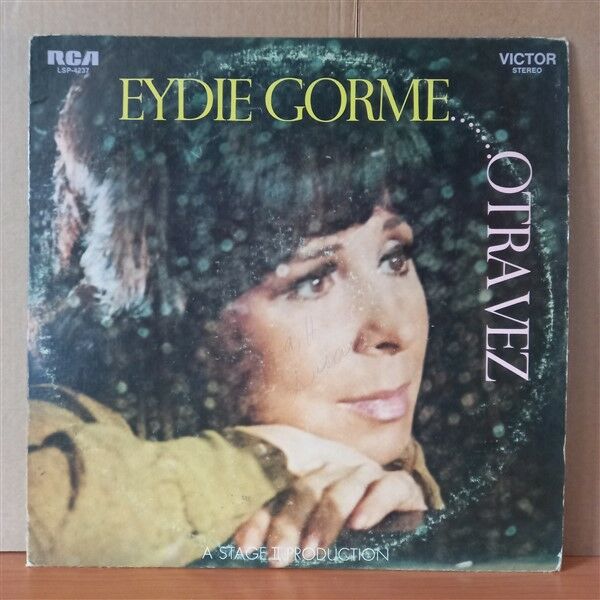 RCA
LSP-4237
VICTOR
STEREO
EYDIE GORME.......
OTRA VEZ
A STAGE II PRODUCTION